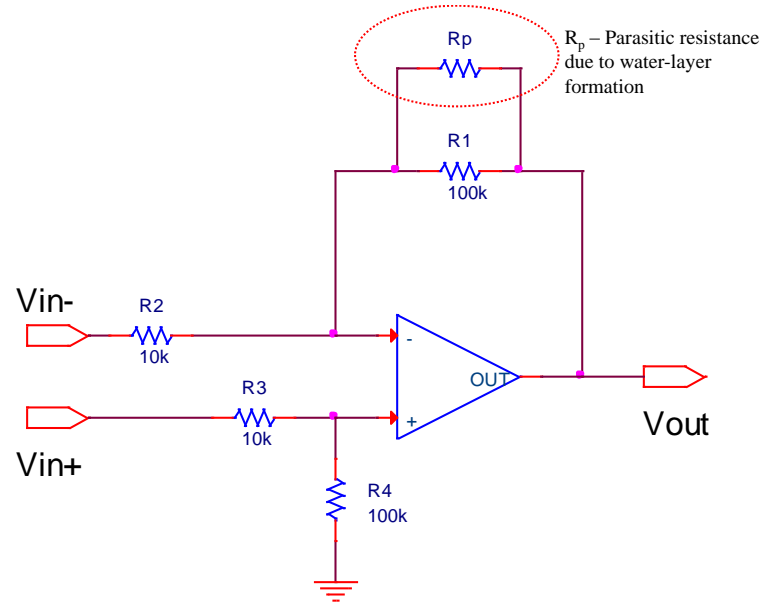 Rp
R_p – Parasitic resistance
due to water-layer
formation
R1
100k
Vin-
R2
10k
-
OUT
R3
10k
+
Vin+
Vout
R4
100k